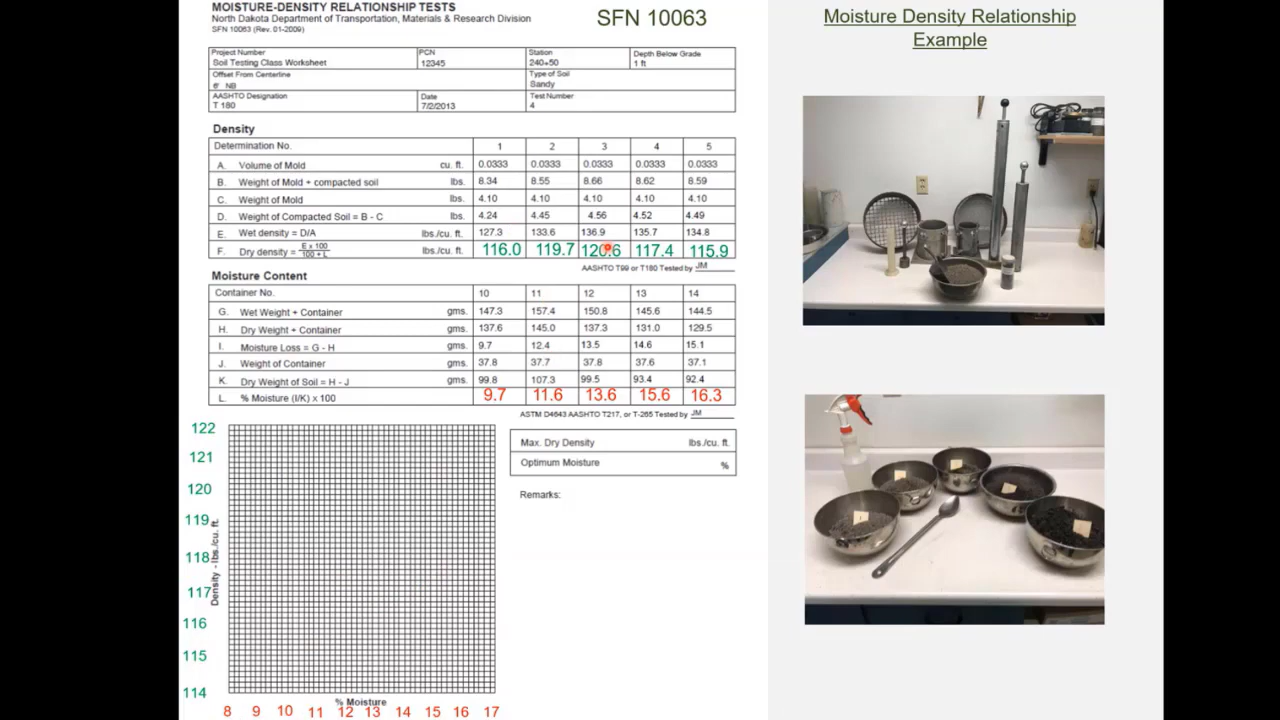 MOISTURE-DENSITY RELATIONSHIP TESTS
North Dakota Department of Transportation, Materials & Research Division
SFN 10063 (Rev. 01-2009)
SFN 10063
Moisture Density Relationship
Example
Project Number PCN Station Depth Below Grade
Soil Testing Class Worksheet 12345 240+50 1 ft
Offset From Centerline Type of Soil
6' NB Sandy
AASHTO Designation Date Test Number
T 180 7/2/2013 4
Density
Determination No. 1 2 3 4 5
A. Volume of Mold cu. ft. 0.0333 0.0333 0.0333 0.0333 0.0333
B. Weight of Mold + compacted soil lbs. 8.34 8.55 8.66 8.62 8.59
C. Weight of Mold lbs. 4.10 4.10 4.10 4.10 4.10
D. Weight of Compacted Soil = B - C lbs. 4.24 4.45 4.56 4.52 4.49
E. Wet density = D/A lbs./cu. ft. 127.3 133.6 136.9 135.7 134.8
F. Dry density = E x 100 / 100 + L lbs./cu. ft. 116.0 119.7 120.6 117.4 115.9
AASHTO T99 or T180 Tested by JM
Moisture Content
Container No. 10 11 12 13 14
G. Wet Weight + Container gms. 147.3 157.4 150.8 145.6 144.5
H. Dry Weight + Container gms. 137.6 145.0 137.3 131.0 129.5
I. Moisture Loss = G - H gms. 9.7 12.4 13.5 14.6 15.1
J. Weight of Container gms. 37.8 37.7 37.8 37.6 37.1
K. Dry Weight of Soil = H - J gms. 99.8 107.3 99.5 93.4 92.4
L. % Moisture (I/K) x 100 9.7 11.6 13.6 15.6 16.3
ASTM D4643 AASHTO T217, or T-265 Tested by JM
Max. Dry Density lbs./cu. ft.
Optimum Moisture %
Remarks:
122
121
120
119
118
117
116
115
114
Density - lbs./cu. ft.
% Moisture
8 9 10 11 12 13 14 15 16 17